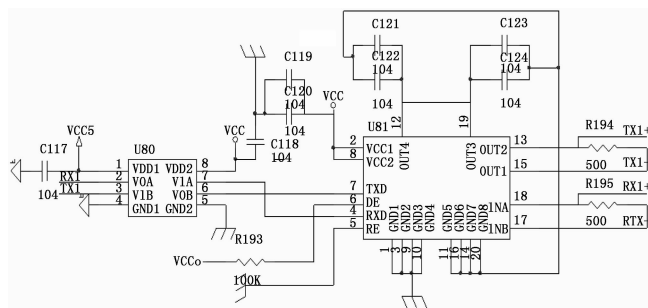 C121
C123
C119
C122
C124
104
104
C120
104
104
104
VCC
104
U81
12
19
VCC5
U80
VCC
C118
104
C117
1
VDD1
VDD2
8
2
VCC1
OUT4
OUT3
OUT2
13
R194
TX1+
RX1
2
VOA
V1A
7
8
VCC2
OUT1
15
500
TX1-
104
TX1
3
V1B
VOB
6
7
TXD
R195
RX1+
4
GND1
GND2
5
6
DE
1NA
18
4
RXD
GND1
GND2
GND3
GND4
GND5
GND6
GND7
GND8
1NB
17
500
RTX-
5
RE
R193
VCCo
100K
1
3
9
10
11
16
14
20